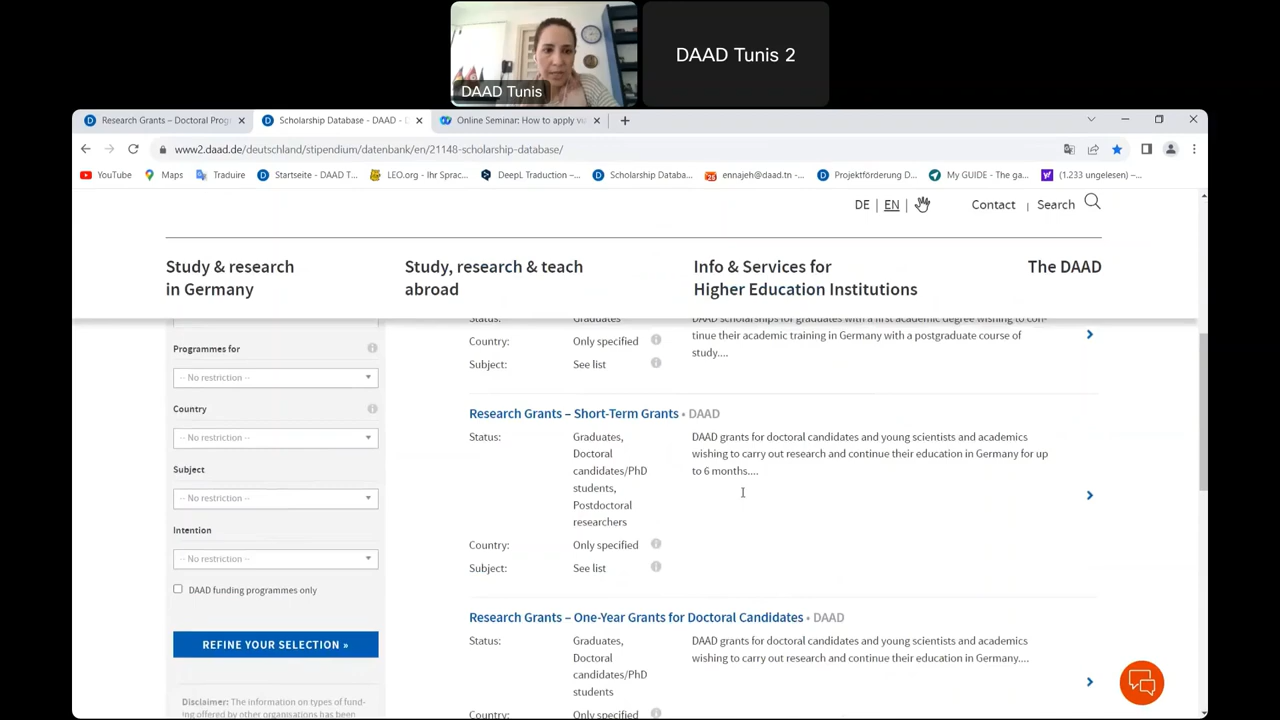 DAAD Tunis
DAAD Tunis 2
Research Grants – Doctoral Prog
Scholarship Database - DAAD - D
Online Seminar: How to apply vi
www2.daad.de/deutschland/stipendium/datenbank/en/21148-scholarship-database/
YouTube
Maps
Traduire
Startseite - DAAD T...
LEO.org - Ihr Sprac...
DeepL Traduction –...
Scholarship Databa...
ennajeh@daad.tn -...
Projektförderung D...
My GUIDE - The ga...
(1.233 ungelesen) –...
DE | EN |
Contact
Search
Study & research
in Germany
Study, research & teach
abroad
Info & Services for
Higher Education Institutions
The DAAD
Programmes for
-- No restriction --
Country
-- No restriction --
Subject
-- No restriction --
Intention
-- No restriction --
DAAD funding programmes only
REFINE YOUR SELECTION »
Disclaimer: The information on types of fund-
ing offered by other organisations has been
Status: Graduates
DAAD scholarships for graduates with a first academic degree wishing to con-
tinue their academic training in Germany with a postgraduate course of
study....
Country: Only specified
Subject: See list
Research Grants – Short-Term Grants • DAAD
Status: Graduates,
Doctoral
candidates/PhD
students,
Postdoctoral
researchers
DAAD grants for doctoral candidates and young scientists and academics
wishing to carry out research and continue their education in Germany for up
to 6 months....
Country: Only specified
Subject: See list
Research Grants – One-Year Grants for Doctoral Candidates • DAAD
Status: Graduates,
Doctoral
candidates/PhD
students
DAAD grants for doctoral candidates and young scientists and academics
wishing to carry out research and continue their education in Germany....
Country: Only specified